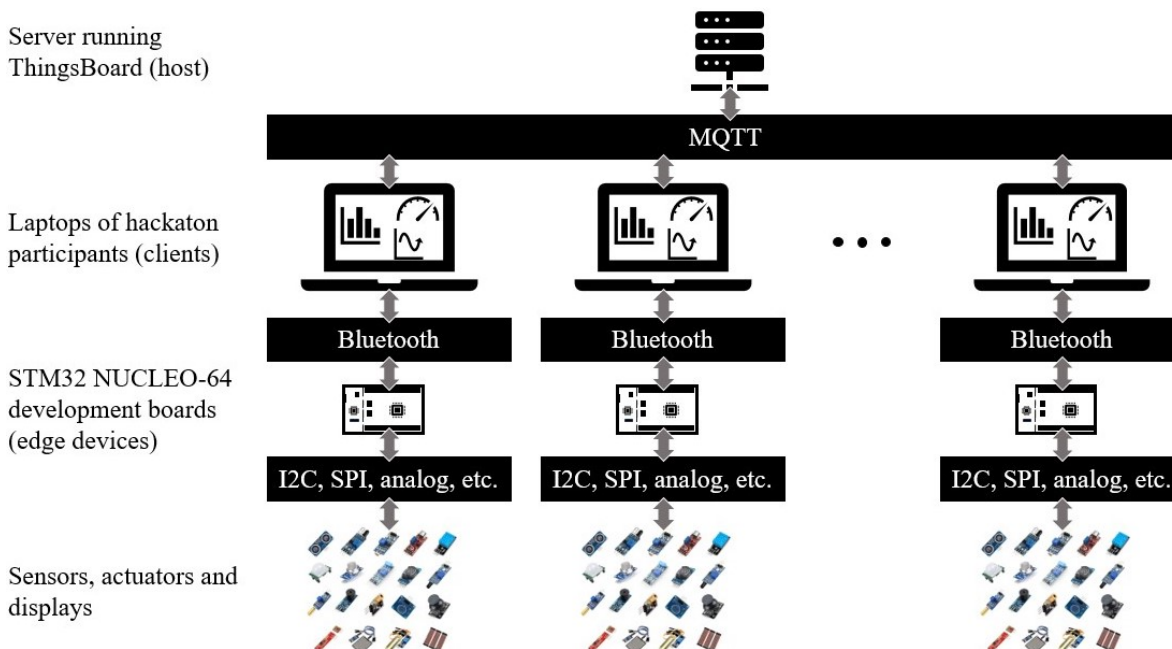 Server running
ThingsBoard (host)
MQTT
Laptops of hackaton
participants (clients)
Bluetooth
Bluetooth
Bluetooth
STM32 NUCLEO-64
development boards
(edge devices)
I2C, SPI, analog, etc.
I2C, SPI, analog, etc.
I2C, SPI, analog, etc.
Sensors, actuators and
displays